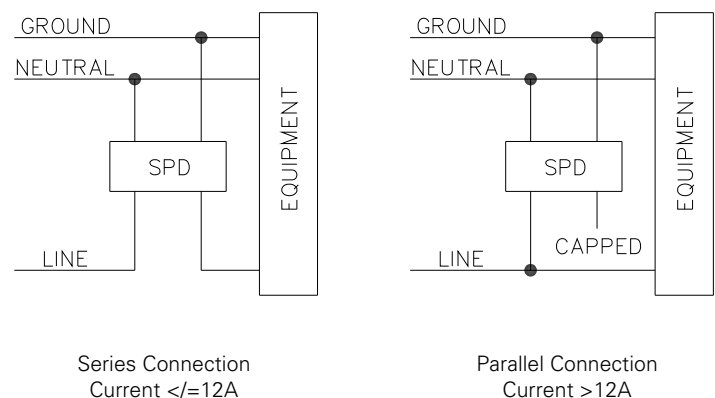 GROUND
NEUTRAL
SPD
LINE
EQUIPMENT
Series Connection
Current </=12A
GROUND
NEUTRAL
SPD
CAPPED
LINE
EQUIPMENT
Parallel Connection
Current >12A